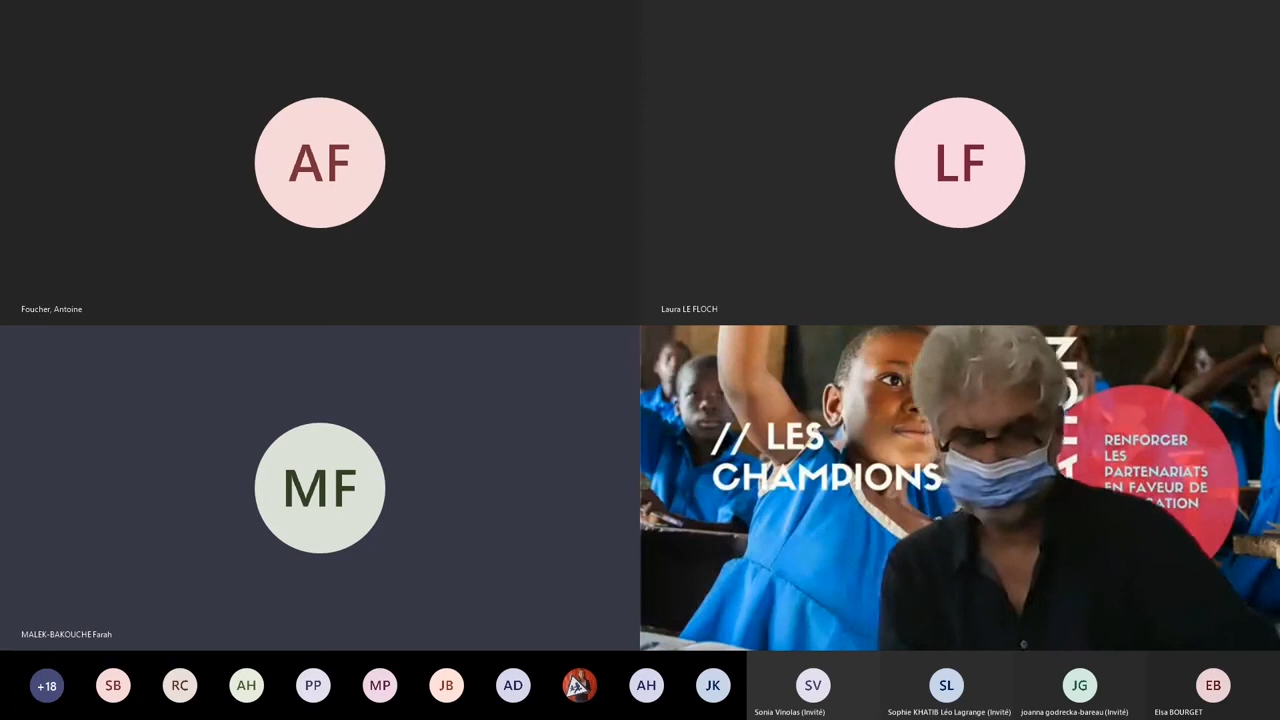 AF
LF
Foucher, Antoine
Laura LE FLOCH
MF
MALEK-BAKOUCHE Farah
// LES
CHAMPIONS
RENFORCER
LES
PARTENARIATS
EN FAVEUR DE
+18
SB
RC
AH
PP
MP
JB
AD
AH
JK
SV
SL
JG
EB
Sonia Vinolas (Invité)
Sophie KHATIB Léo Lagrange (Invité)
joanna godrecka-bareau (Invité)
Elsa BOURGET